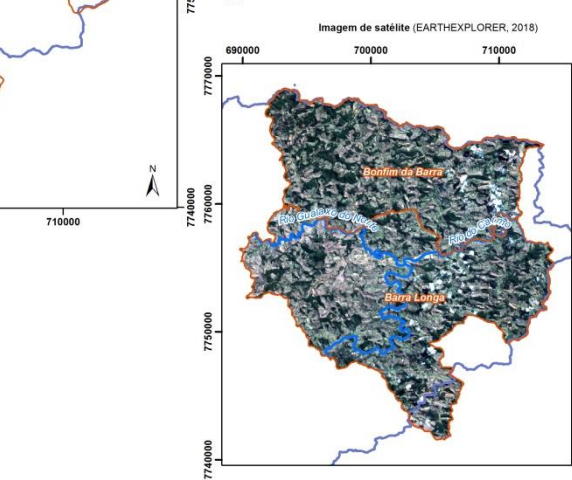 Imagem de satélite (EARTHEXPLORER, 2018)
690000
700000
710000
7770000
Bonfim da Barra
N
7740000
7760000
710000
Rio Gualaxo do Norte
Rio do Carmo
Barra Longa
7750000
7740000